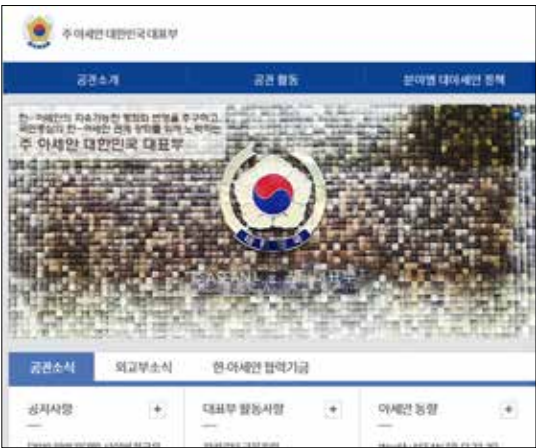 주 아세안 대한민국 대표부
공관소개
공관 활동
분야별 대아세안 정책
한-아세안의 지속가능한 평화와 번영을 추구하고
국민중심의 한-아세안 관계 강화를 위해 노력하는
주 아세안 대한민국 대표부
대한민국
공관소식
외교부소식
한-아세안 협력기금
공지사항 +
대표부 활동사항 +
아세안 동향 +